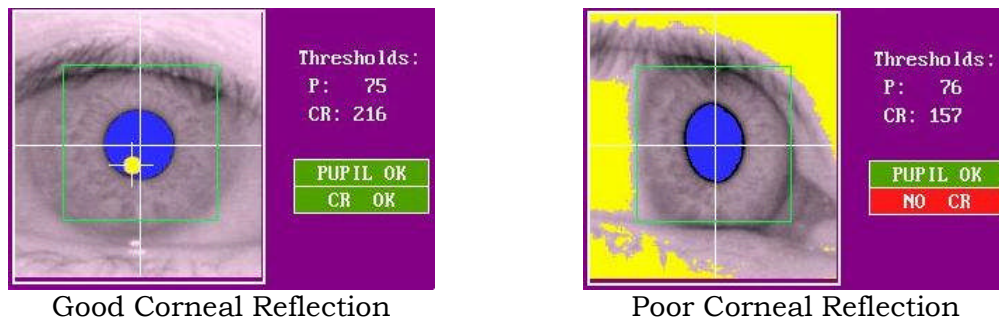 Thresholds:
P: 75
CR: 216
PUPIL OK
CR OK
Good Corneal Reflection
Thresholds:
P: 76
CR: 157
PUPIL OK
NO CR
Poor Corneal Reflection